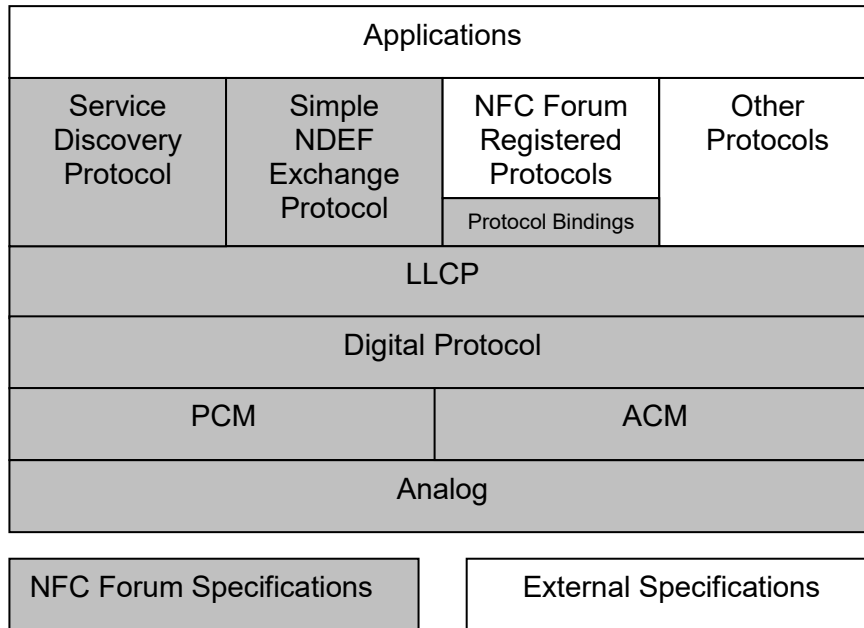 Applications
Service
Discovery
Protocol
Simple
NDEF
Exchange
Protocol
NFC Forum
Registered
Protocols
Protocol Bindings
Other
Protocols
LLCP
Digital Protocol
PCM
ACM
Analog
NFC Forum Specifications
External Specifications